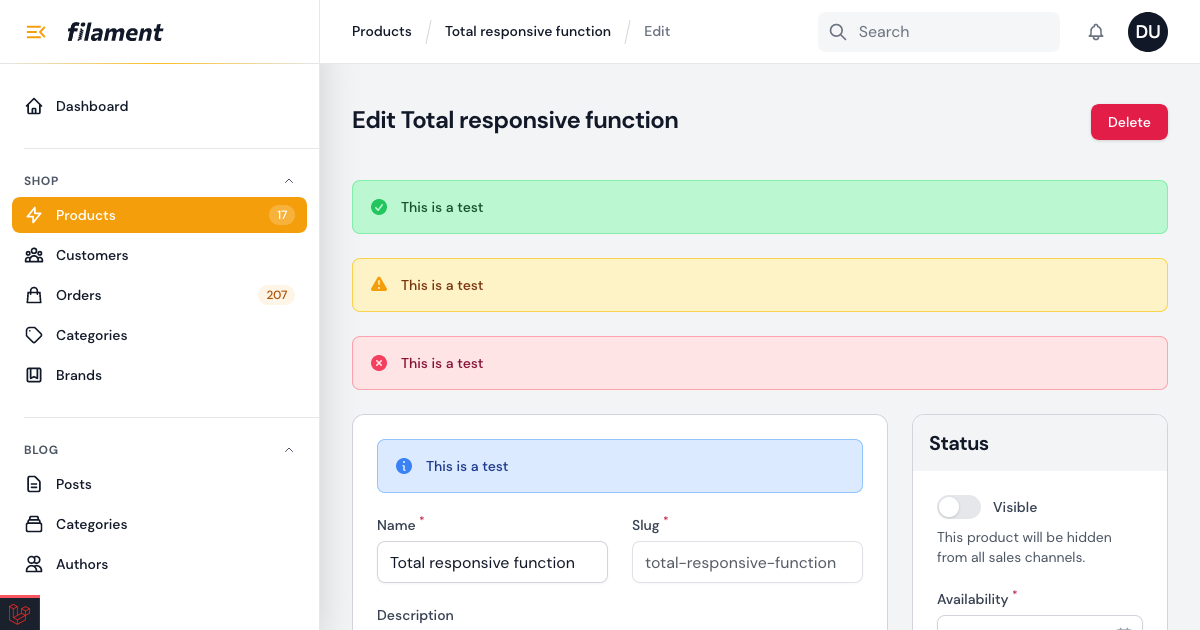 filament
Products / Total responsive function / Edit
Search
DU
Dashboard
Edit Total responsive function
Delete
SHOP
Products 17
Customers
Orders 207
Categories
Brands
This is a test
This is a test
This is a test
BLOG
Posts
Categories
Authors
This is a test
Name *
Slug *
Total responsive function
total-responsive-function
Description
Status
Visible
This product will be hidden
from all sales channels.
Availability *